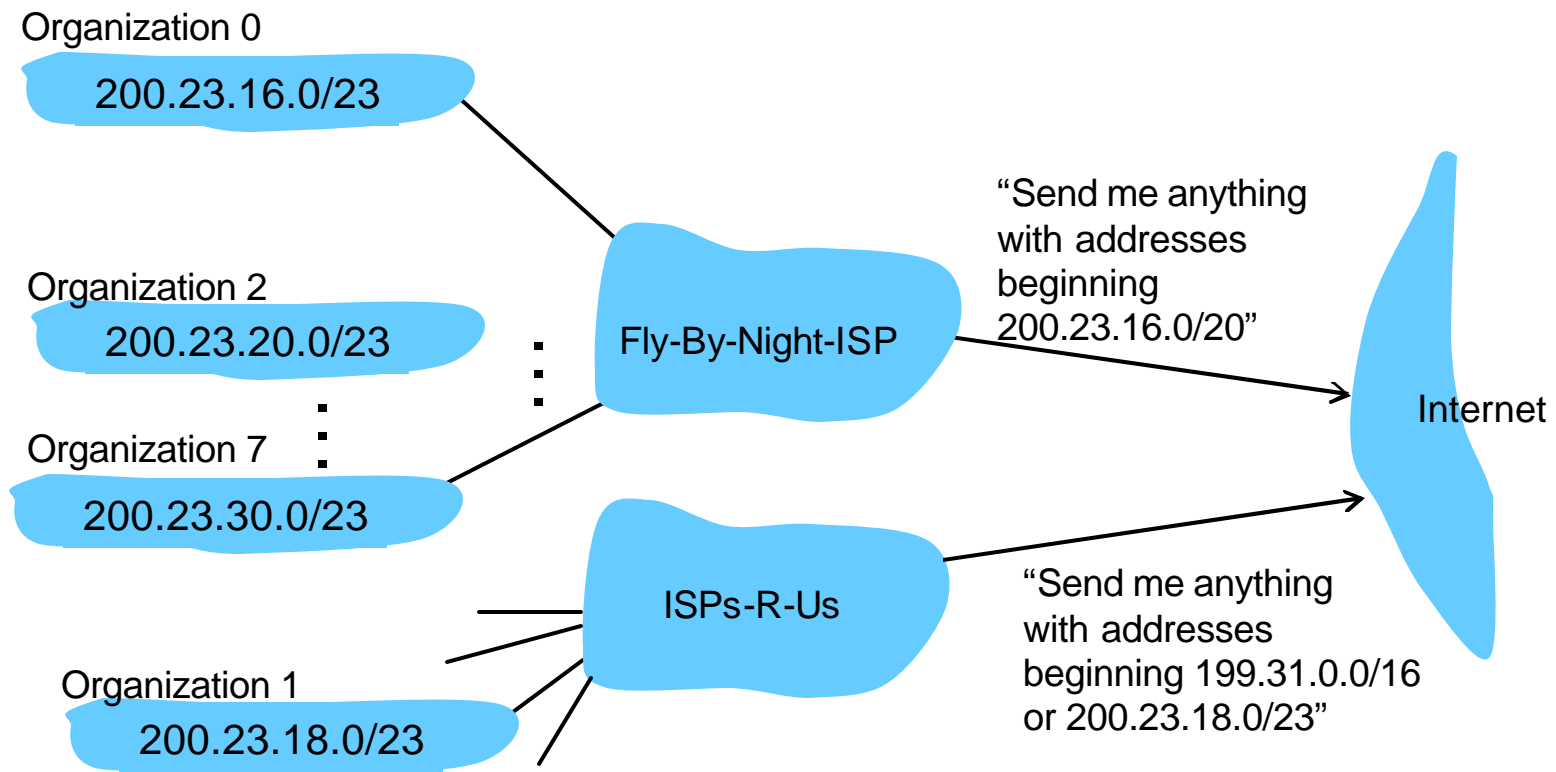 Organization 0
200.23.16.0/23
Organization 2
200.23.20.0/23
Organization 7
200.23.30.0/23
Organization 1
200.23.18.0/23
Fly-By-Night-ISP
ISPs-R-Us
“Send me anything
with addresses
beginning
200.23.16.0/20”
“Send me anything
with addresses
beginning 199.31.0.0/16
or 200.23.18.0/23”
Internet